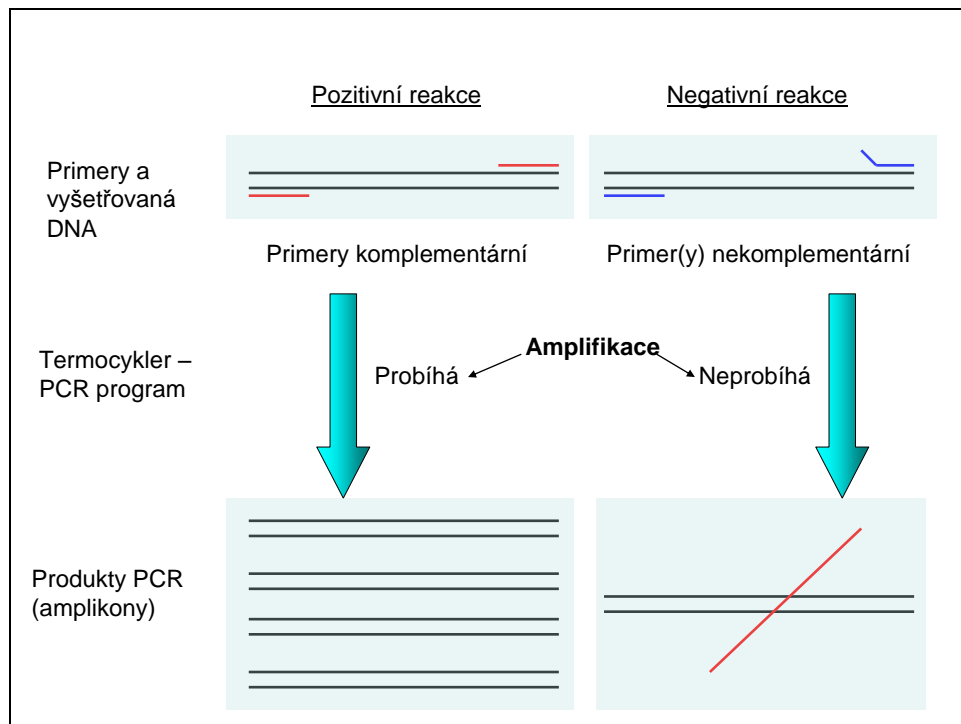 Pozitivní reakce
Negativní reakce
Primery a
vyšetřovaná
DNA
Primery komplementární
Primer(y) nekomplementární
Termocykler –
PCR program
Amplifikace
Probíhá
Neprobíhá
Produkty PCR
(amplikony)